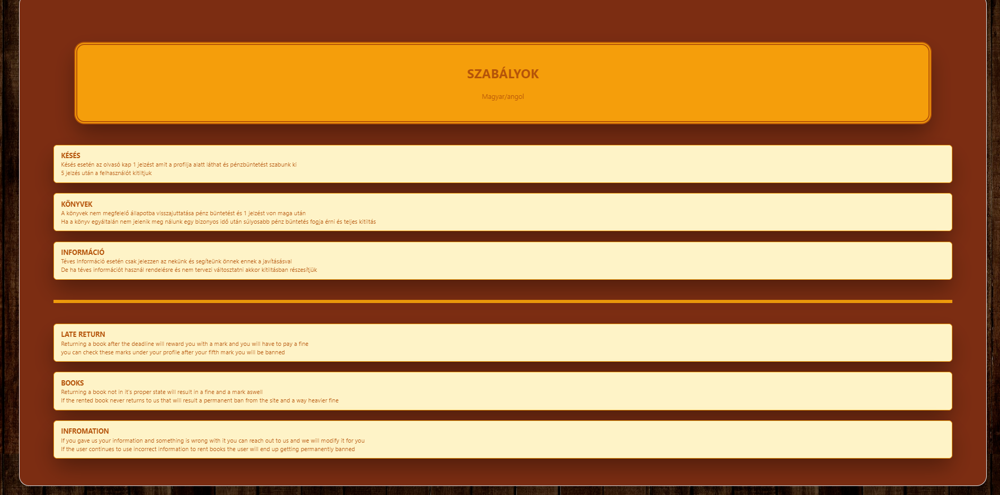 SZABÁLYOK
Magyar/angol
KÉSÉS
Késés esetén az olvasó kap 1 jelzést amit a profilja alatt láthat és pénzbüntetést szabunk ki
5 jelzés után a felhasználót kitiltjuk
KÖNYVEK
A könyvek nem megfelelő állapotba visszajuttatása pénz büntetést és 1 jelzést von maga után
Ha a könyv egyáltalán nem jelenik meg nálunk egy bizonyos idő után súlyosabb pénz büntetés fogja érni és teljes kitiltás
INFORMÁCIÓ
Téves Információ esetén csak jelezzen az nekünk és segíteünk önnek ennek a javításásval
De ha téves információt használ rendelésre és nem tervezi változtatni akkor kitiltásban részesítjük
LATE RETURN
Returning a book after the deadline will reward you with a mark and you will have to pay a fine
you can check these marks under your profile after your fifth mark you will be banned
BOOKS
Returning a book not in it's proper state will result in a fine and a mark aswell
If the rented book never returns to us that will result a permanent ban from the site and a way heavier fine
INFROMATION
If you gave us your information and something is wrong with it you can reach out to us and we will modify it for you
If the user continues to use incorrect information to rent books the user will end up getting permanently banned